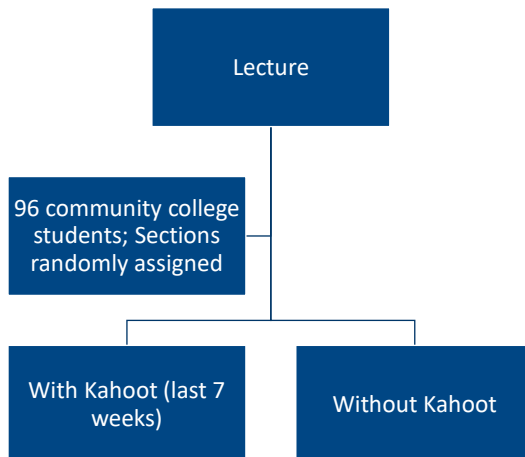 Lecture
96 community college
students; Sections
randomly assigned
With Kahoot (last 7
weeks)
Without Kahoot